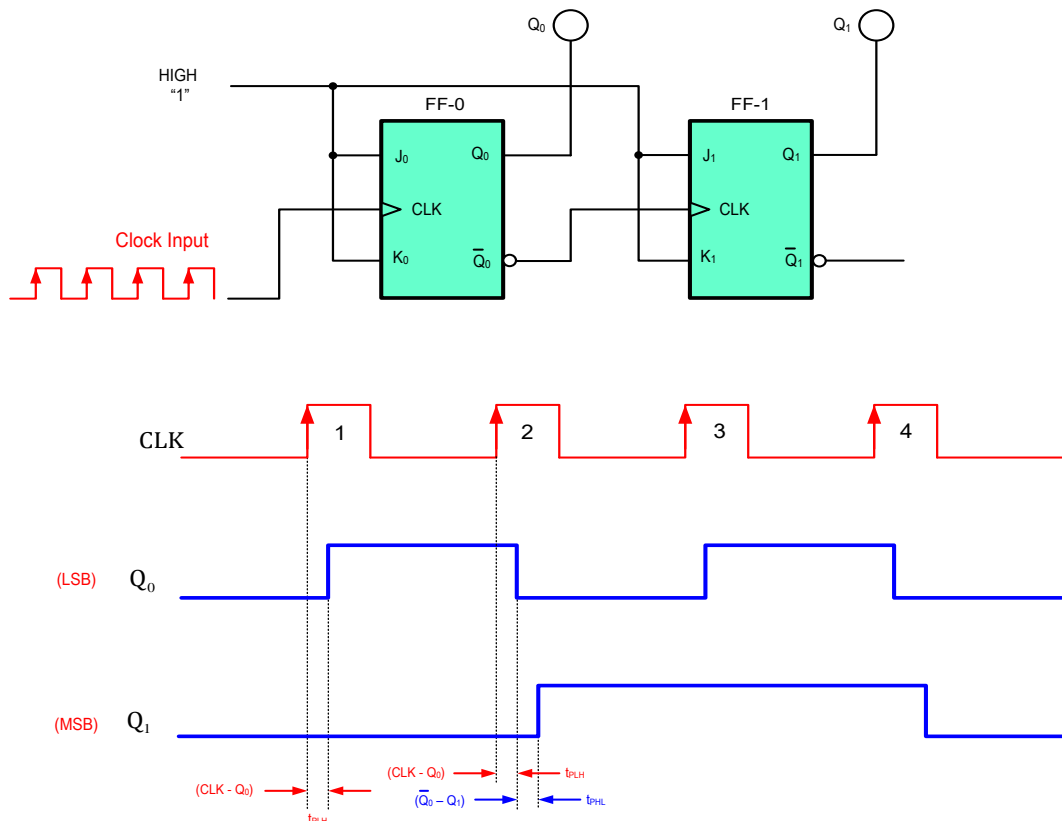 Q₀
Q₁
HIGH
“1”
FF-0
FF-1
J₀
Q₀
J₁
Q₁
CLK
CLK
Clock Input
K₀
Q̅₀
K₁
Q̅₁
CLK
1
2
3
4
(LSB)
Q₀
(MSB)
Q₁
(CLK - Q₀)
tPLH
(CLK - Q₀)
tPLH
(Q̅₀ – Q₁)
tPHL